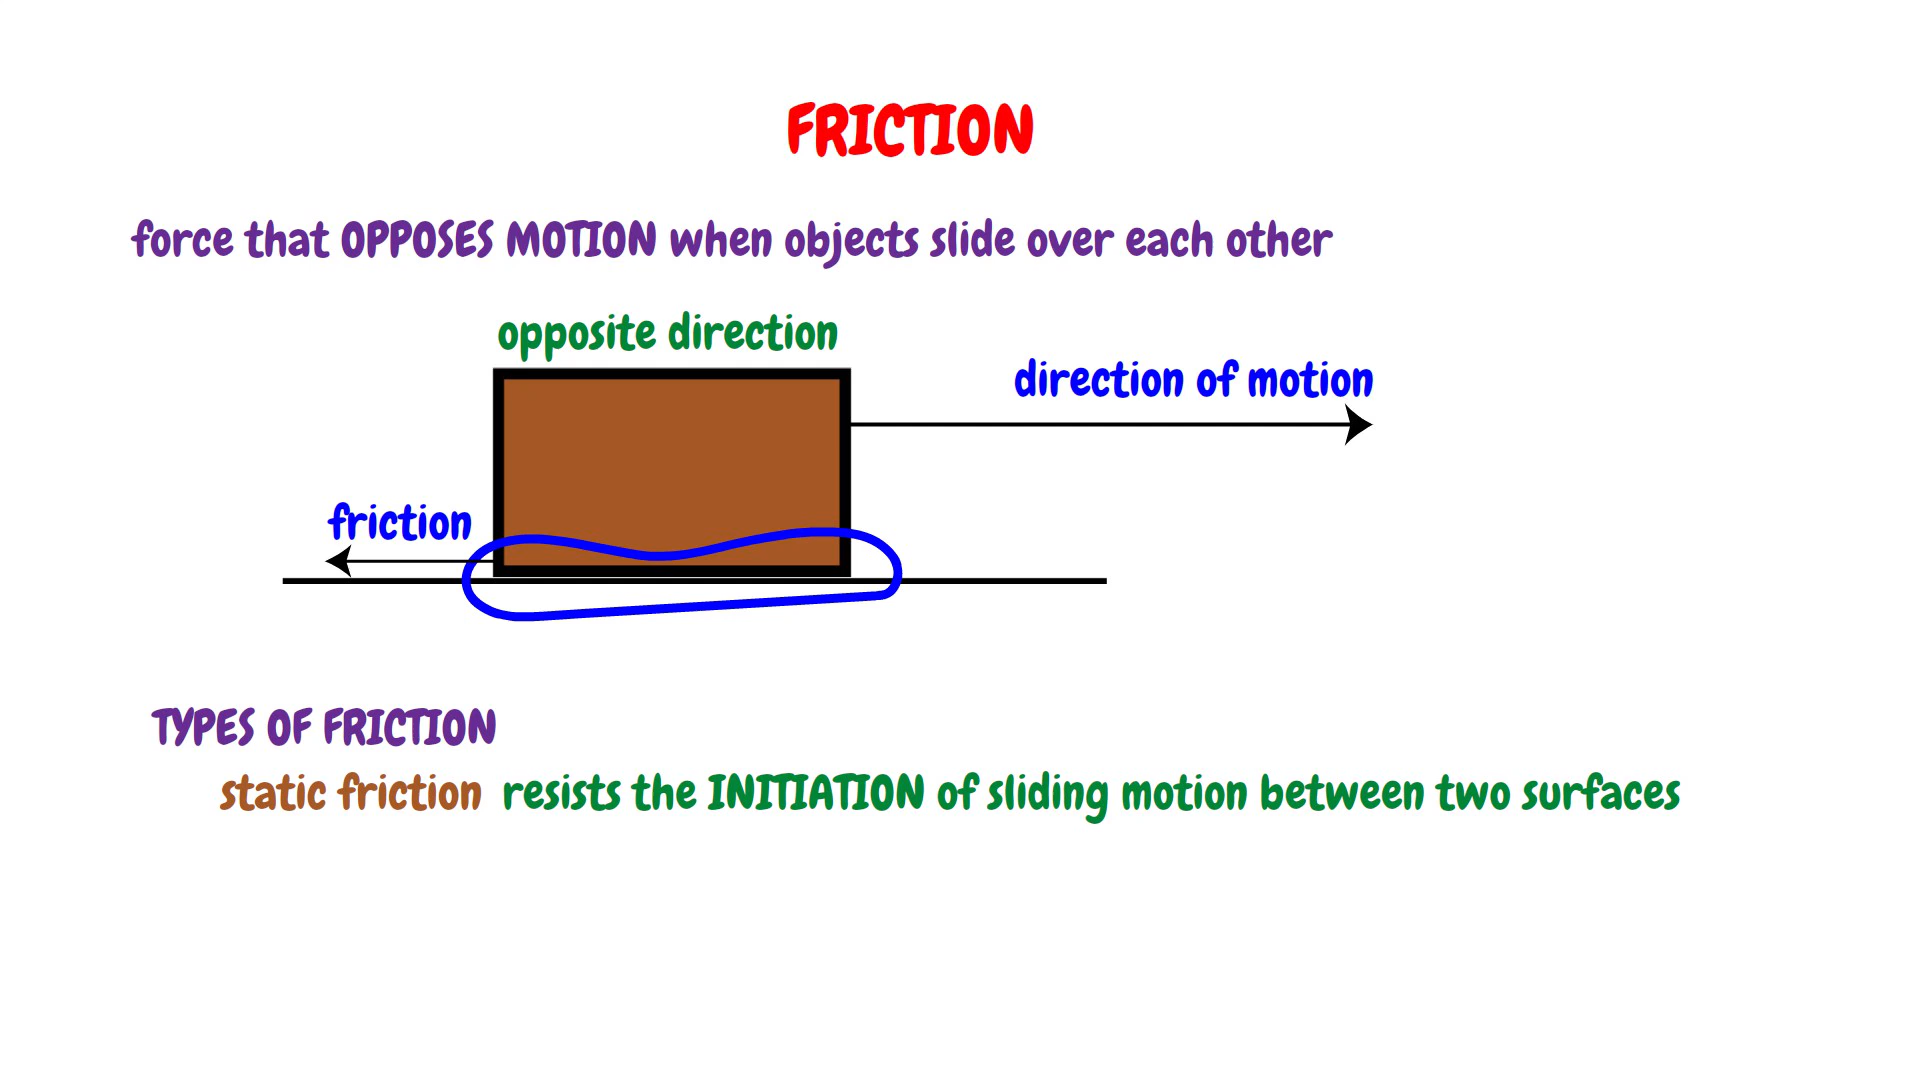 FRICTION
force that OPPOSES MOTION when objects slide over each other
opposite direction
direction of motion
friction
TYPES OF FRICTION
static friction resists the INITIATION of sliding motion between two surfaces